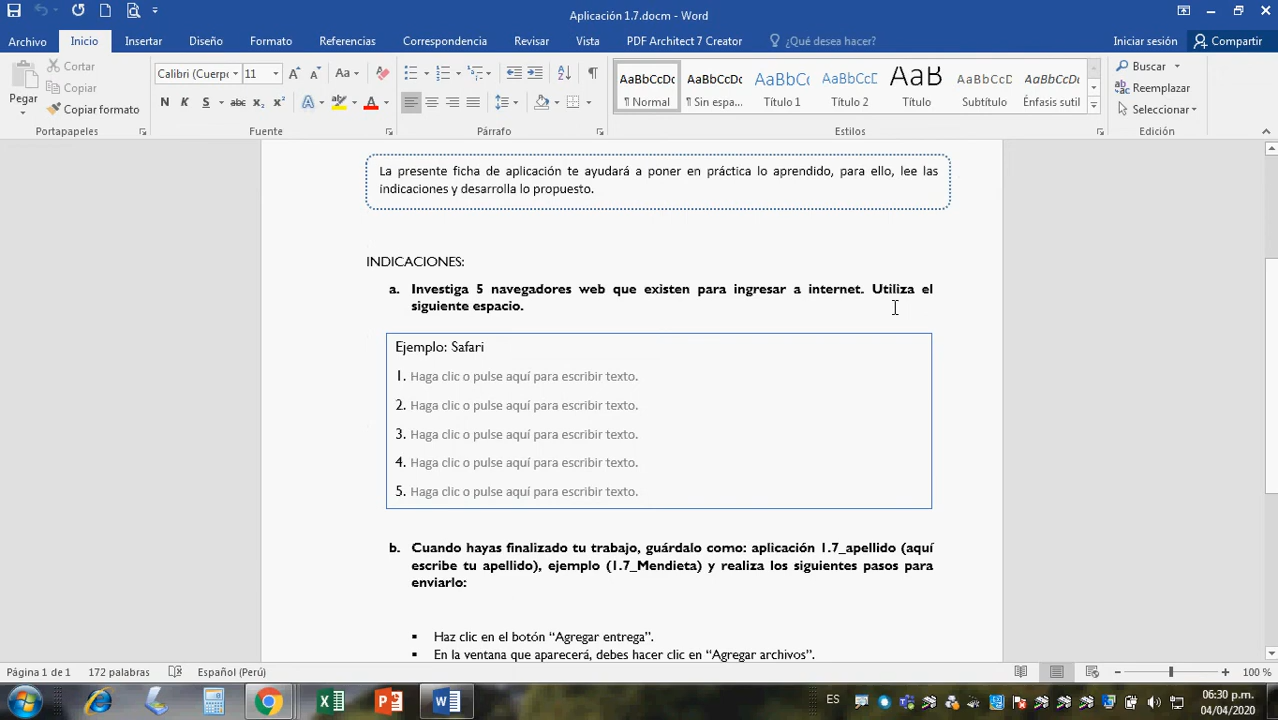 Aplicación 1.7.docm - Word
Archivo Inicio Insertar Diseño Formato Referencias Correspondencia Revisar Vista PDF Architect 7 Creator ¿Qué desea hacer? Iniciar sesión Compartir
Pegar
Cortar
Copiar
Copiar formato
Portapapeles
Calibri (Cuerpo 11 Aa
N K S abc x₂ x² A A
Fuente
Párrafo
AaBbCcDc AaBbCcDc AaBbC AaBbCcD AaB AaBbCcD AaBbCcDc
¶ Normal ¶ Sin espa... Título 1 Título 2 Título Subtítulo Énfasis sutil
Estilos
Buscar
Reemplazar
Seleccionar
Edición
La presente ficha de aplicación te ayudará a poner en práctica lo aprendido, para ello, lee las
indicaciones y desarrolla lo propuesto.
INDICACIONES:
a. Investiga 5 navegadores web que existen para ingresar a internet. Utiliza el
siguiente espacio.
Ejemplo: Safari
1. Haga clic o pulse aquí para escribir texto.
2. Haga clic o pulse aquí para escribir texto.
3. Haga clic o pulse aquí para escribir texto.
4. Haga clic o pulse aquí para escribir texto.
5. Haga clic o pulse aquí para escribir texto.
b. Cuando hayas finalizado tu trabajo, guárdalo como: aplicación 1.7_apellido (aquí
escribe tu apellido), ejemplo (1.7_Mendieta) y realiza los siguientes pasos para
enviarlo:
▪ Haz clic en el botón “Agregar entrega”.
▪ En la ventana que aparecerá, debes hacer clic en “Agregar archivos”.
Página 1 de 1 172 palabras Español (Perú) 100 %
ES 06:30 p.m.
04/04/2020